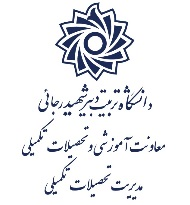 دانشگاه تربیت دبیر شهید رجائی
معاونت آموزشی و تحصیلات تکمیلی
مدیریت تحصیلات تکمیلی